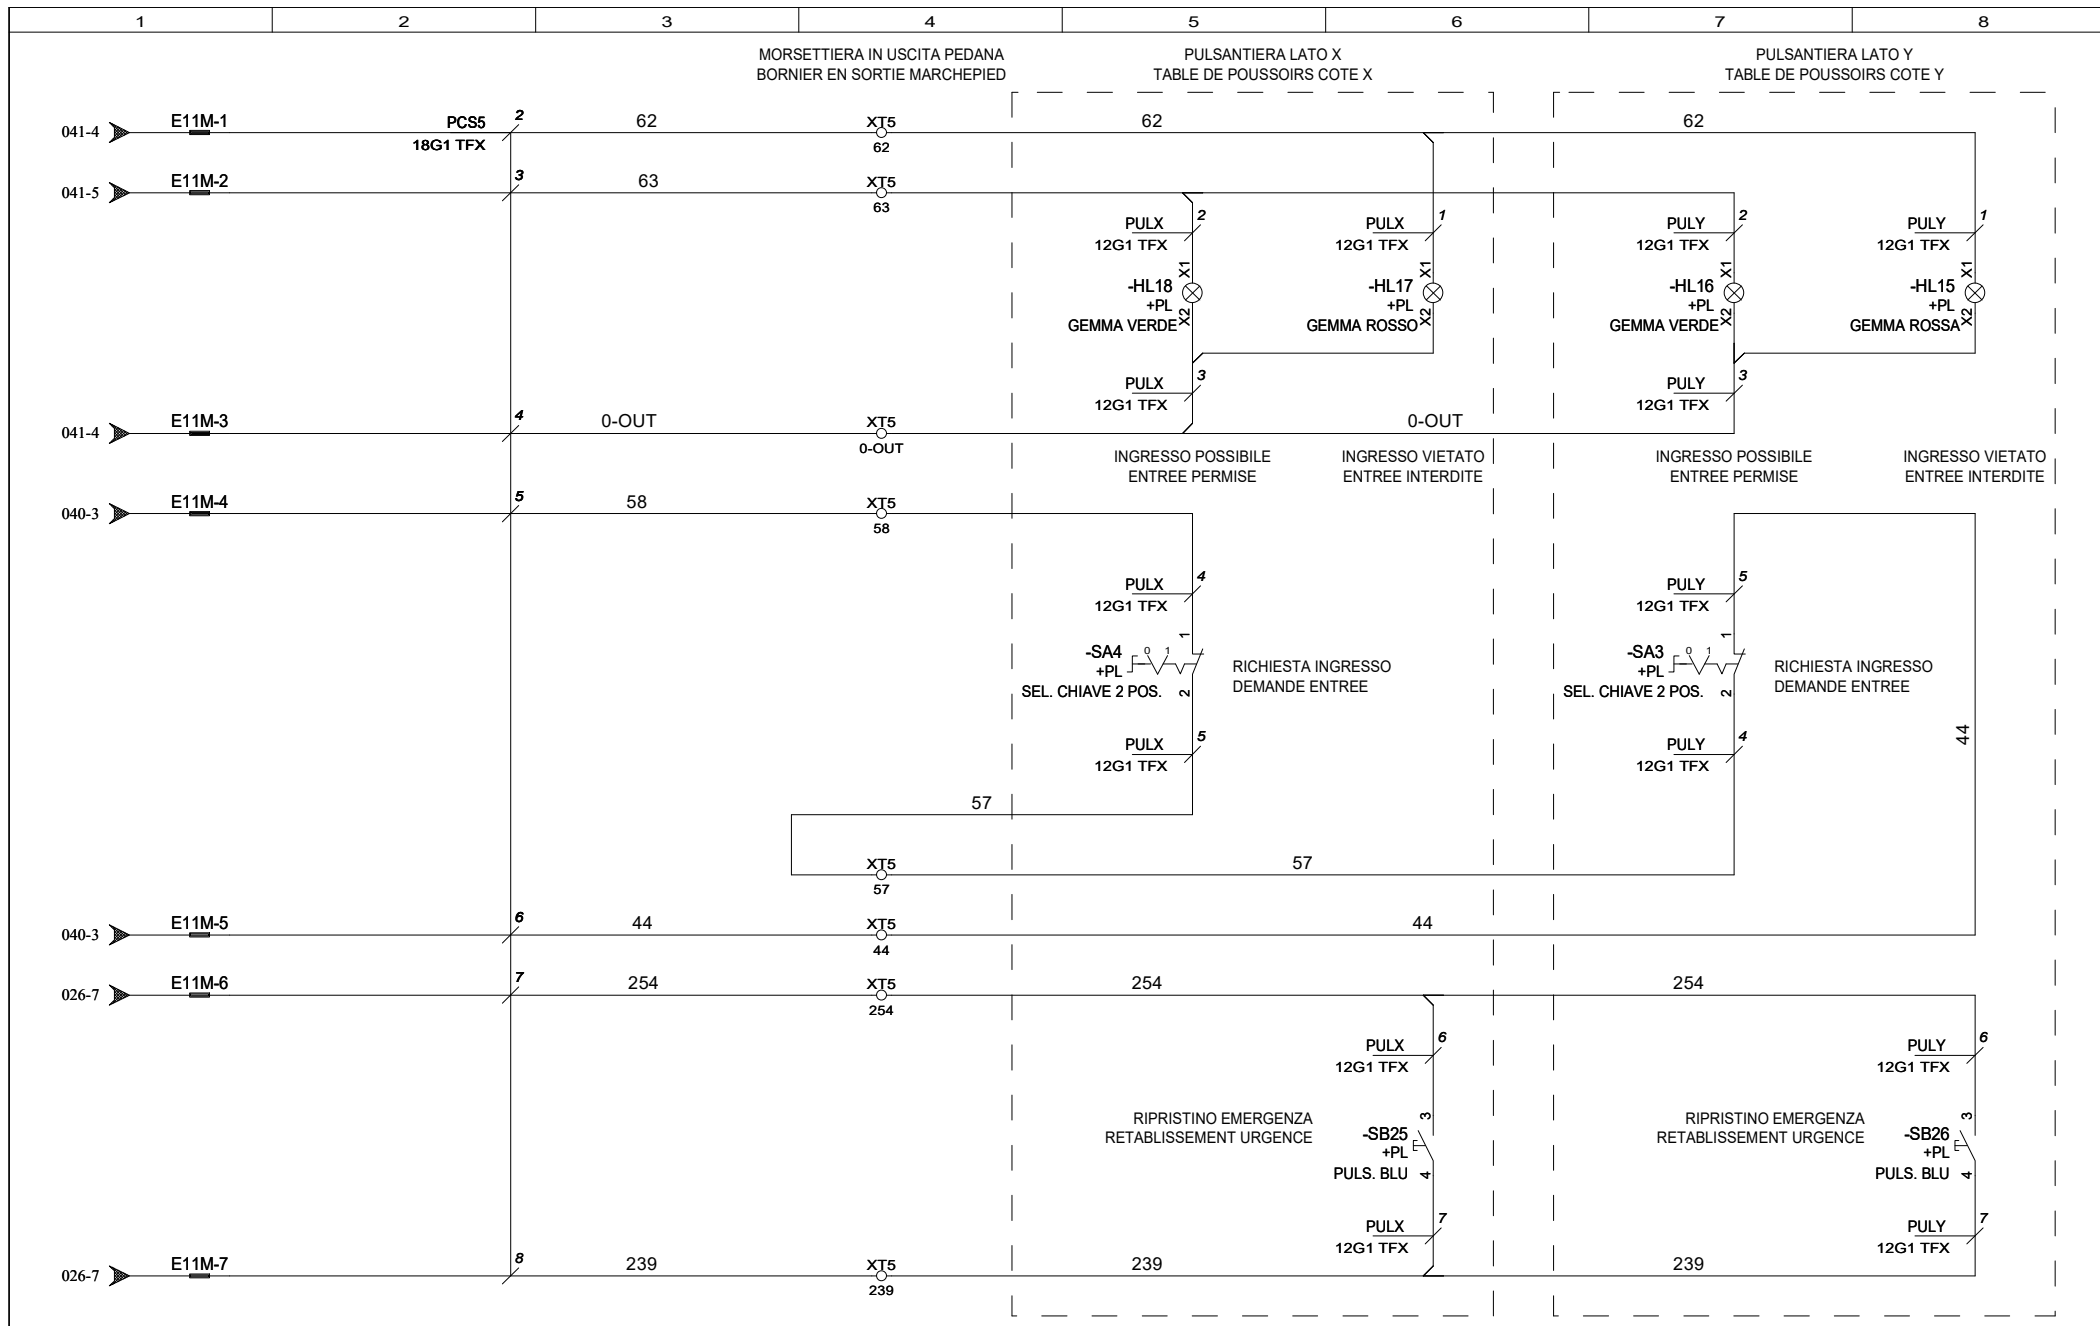 1 2 3 4 5 6 7 8
MORSETTIERA IN USCITA PEDANA
BORNIER EN SORTIE MARCHEPIED
PULSANTIERA LATO X
TABLE DE POUSSOIRS COTE X
PULSANTIERA LATO Y
TABLE DE POUSSOIRS COTE Y
041-4 E11M-1 PCS5 2 62 XT5 62 62
18G1 TFX 62
041-5 E11M-2 3 63 XT5
63
PULX 2 PULX 1 PULY 2 PULY 1
12G1 TFX 12G1 TFX 12G1 TFX 12G1 TFX
X1 X1 X1 X1
-HL18 -HL17 -HL16 -HL15
+PL +PL +PL +PL
GEMMA VERDE X2 GEMMA ROSSO X2 GEMMA VERDE X2 GEMMA ROSSA X2
PULX 3 PULY 3
12G1 TFX 12G1 TFX
041-4 E11M-3 4 0-OUT XT5 0-OUT
0-OUT
INGRESSO POSSIBILE INGRESSO VIETATO INGRESSO POSSIBILE INGRESSO VIETATO
ENTREE PERMISE ENTREE INTERDITE ENTREE PERMISE ENTREE INTERDITE
040-3 E11M-4 5 58 XT5
58
PULX 4 PULY 5
12G1 TFX 12G1 TFX
1 1
-SA4 0 1 -SA3 0 1
+PL +PL
SEL. CHIAVE 2 POS. 2 SEL. CHIAVE 2 POS. 2
RICHIESTA INGRESSO RICHIESTA INGRESSO
DEMANDE ENTREE DEMANDE ENTREE
44
PULX 5 PULY 4
12G1 TFX 12G1 TFX
57
XT5 57
57
040-3 E11M-5 6 44 XT5 44
44
026-7 E11M-6 7 254 XT5 254 254
254
PULX 6 PULY 6
12G1 TFX 12G1 TFX
3 3
RIPRISTINO EMERGENZA RIPRISTINO EMERGENZA
RETABLISSEMENT URGENCE RETABLISSEMENT URGENCE
-SB25 -SB26
+PL +PL
PULS. BLU 4 PULS. BLU 4
PULX 7 PULY 7
12G1 TFX 12G1 TFX
026-7 E11M-7 8 239 XT5 239 239
239